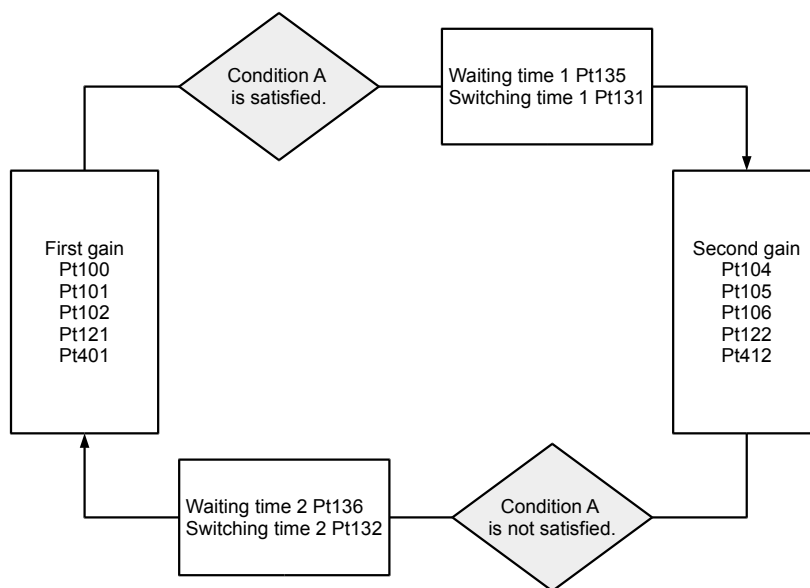 Condition A
is satisfied.
Waiting time 1 Pt135
Switching time 1 Pt131
First gain
Pt100
Pt101
Pt102
Pt121
Pt401
Second gain
Pt104
Pt105
Pt106
Pt122
Pt412
Waiting time 2 Pt136
Switching time 2 Pt132
Condition A
is not satisfied.